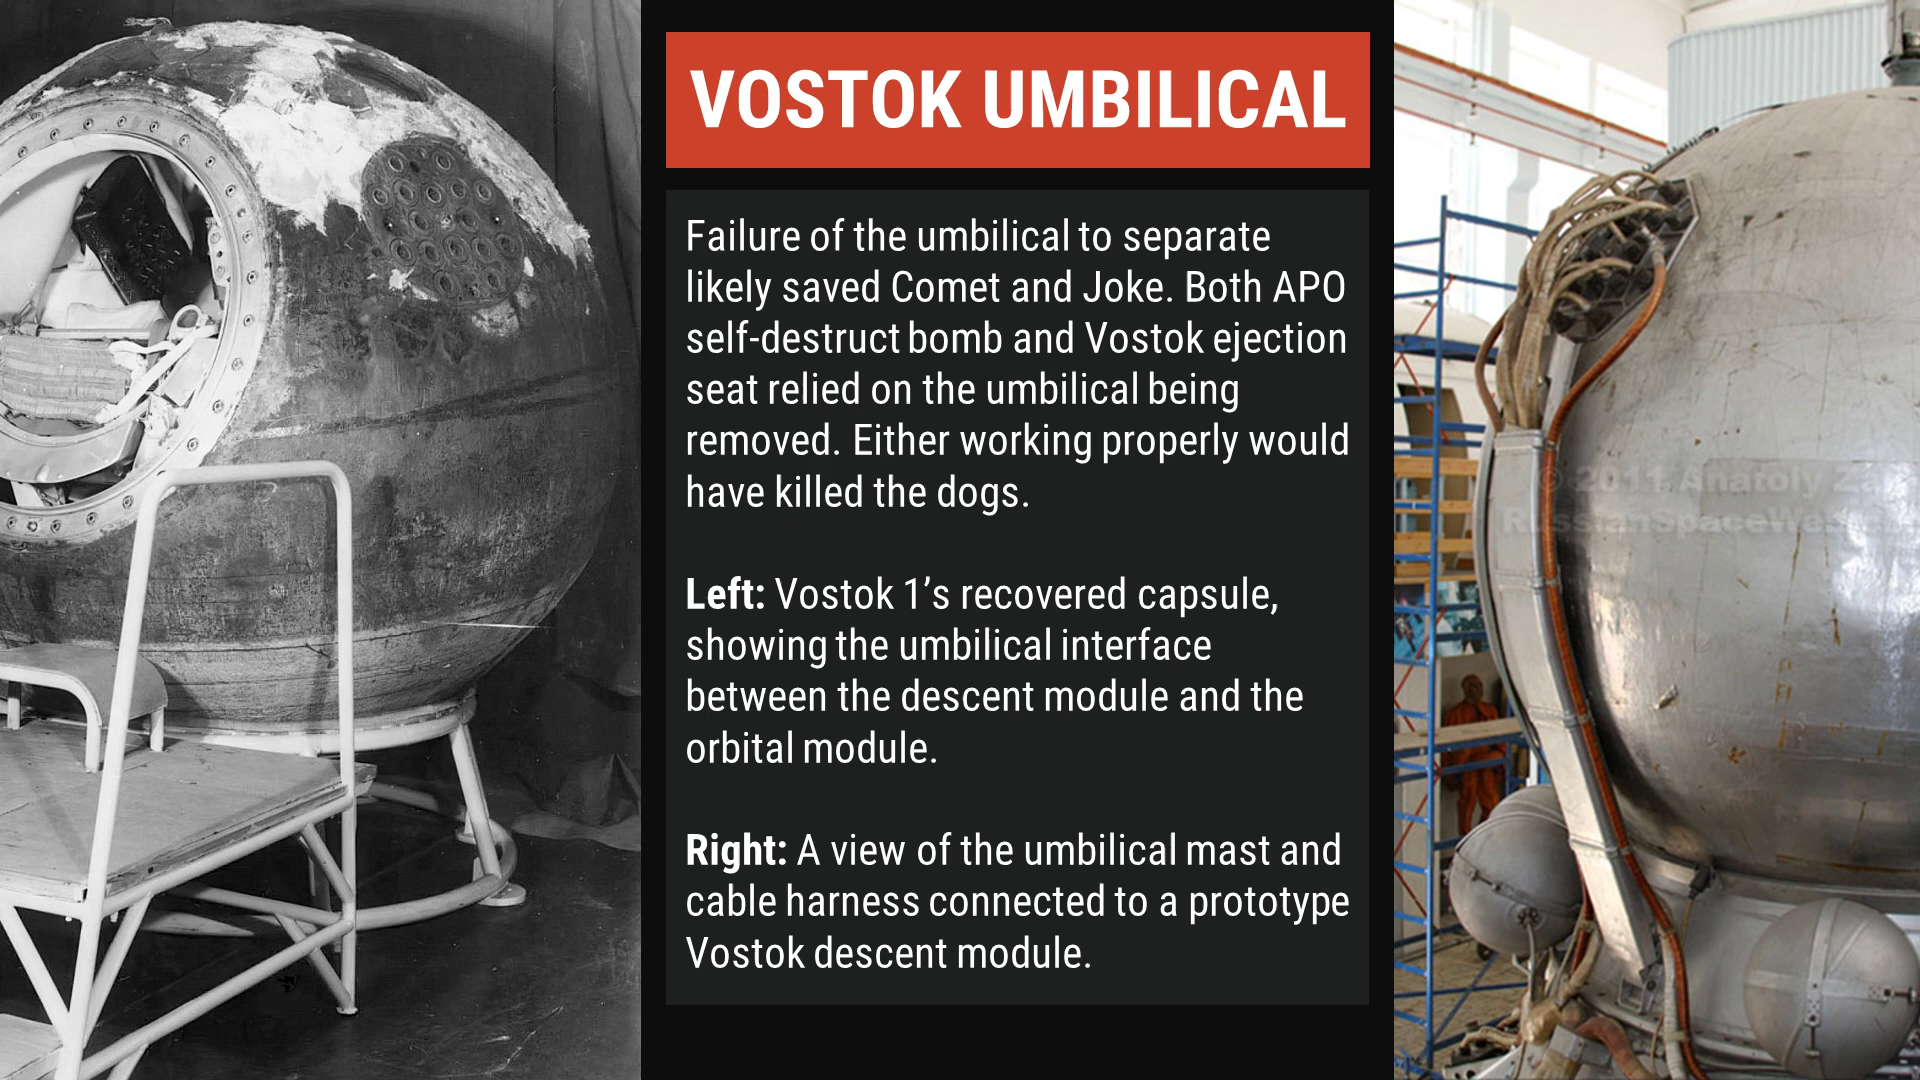 VOSTOK UMBILICAL
Failure of the umbilical to separate
likely saved Comet and Joke. Both APO
self-destruct bomb and Vostok ejection
seat relied on the umbilical being
removed. Either working properly would
have killed the dogs.
Left: Vostok 1’s recovered capsule,
showing the umbilical interface
between the descent module and the
orbital module.
Right: A view of the umbilical mast and
cable harness connected to a prototype
Vostok descent module.
© 2011 Anatoly